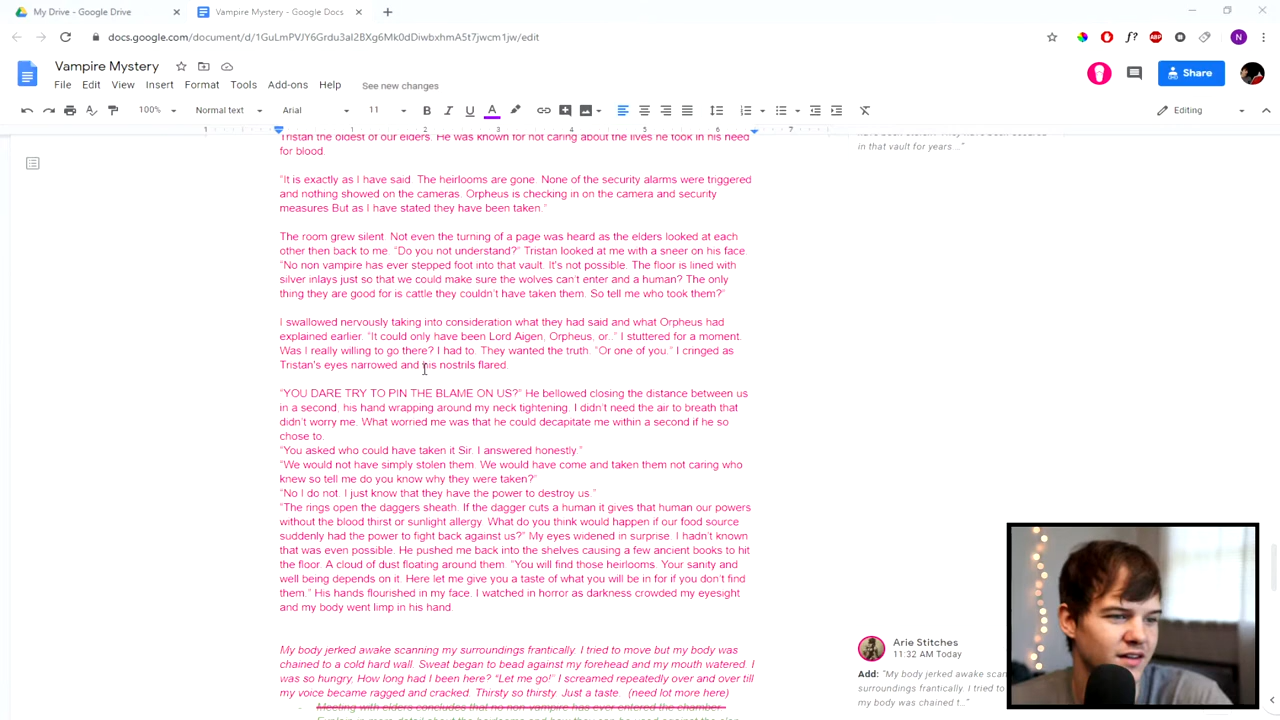 My Drive - Google Drive
Vampire Mystery - Google Docs
docs.google.com/document/d/1GuLmPVJY6Grdu3al2BXg6Mk0dDiwbxhmA5t7jwcm1jw/edit
Vampire Mystery
File Edit View Insert Format Tools Add-ons Help See new changes
Share
100% Normal text Arial 11 Editing
1 1 2 3 4 5 6 7
Tristan the oldest of our elders. He was known for not caring about the lives he took in his need
for blood.
"It is exactly as I have said. The heirlooms are gone. None of the security alarms were triggered
and nothing showed on the cameras. Orpheus is checking in on the camera and security
measures But as I have stated they have been taken."
The room grew silent. Not even the turning of a page was heard as the elders looked at each
other then back to me. "Do you not understand?" Tristan looked at me with a sneer on his face.
"No non vampire has ever stepped foot into that vault. It's not possible. The floor is lined with
silver inlays just so that we could make sure the wolves can't enter and a human? The only
thing they are good for is cattle they couldn't have taken them. So tell me who took them?"
I swallowed nervously taking into consideration what they had said and what Orpheus had
explained earlier. "It could only have been Lord Aigen, Orpheus, or.." I stuttered for a moment.
Was I really willing to go there? I had to. They wanted the truth. "Or one of you." I cringed as
Tristan's eyes narrowed and his nostrils flared.
"YOU DARE TRY TO PIN THE BLAME ON US?" He bellowed closing the distance between us
in a second, his hand wrapping around my neck tightening. I didn't need the air to breath that
didn't worry me. What worried me was that he could decapitate me within a second if he so
chose to.
"You asked who could have taken it Sir. I answered honestly."
"We would not have simply stolen them. We would have come and taken them not caring who
knew so tell me do you know why they were taken?"
"No I do not. I just know that they have the power to destroy us."
"The rings open the daggers sheath. If the dagger cuts a human it gives that human our powers
without the blood thirst or sunlight allergy. What do you think would happen if our food source
suddenly had the power to fight back against us?" My eyes widened in surprise. I hadn't known
that was even possible. He pushed me back into the shelves causing a few ancient books to hit
the floor. A cloud of dust floating around them. "You will find those heirlooms. Your sanity and
well being depends on it. Here let me give you a taste of what you will be in for if you don't find
them." His hands flourished in my face. I watched in horror as darkness crowded my eyesight
and my body went limp in his hand.
My body jerked awake scanning my surroundings frantically. I tried to move but my body was
chained to a cold hard wall. Sweat began to bead against my forehead and my mouth watered. I
was so hungry. How long had I been here? "Let me go!" I screamed repeatedly over and over till
my voice became ragged and cracked. Thirsty so thirsty. Just a taste. (need lot more here)
- Meeting with elders concludes that no non vampire has ever entered the chamber.
in that vault for years..."
Arie Stitches
11:32 AM Today
Add: "My body jerked awake scan
surroundings frantically. I tried to
my body was chained t..."
N
f?
ABP